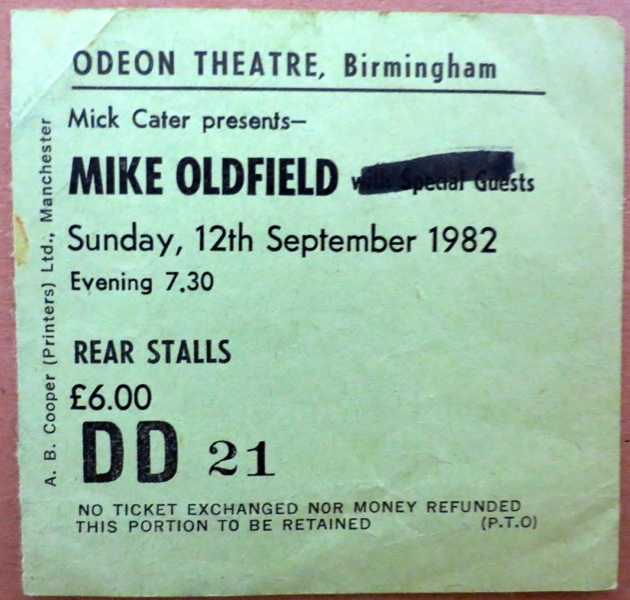 ODEON THEATRE, Birmingham
Mick Cater presents—
MIKE OLDFIELD with Special Guests
Sunday, 12th September 1982
Evening 7.30
REAR STALLS
£6.00
DD 21
NO TICKET EXCHANGED NOR MONEY REFUNDED
THIS PORTION TO BE RETAINED (P.T.O)
A. B. Cooper (Printers) Ltd., Manchester